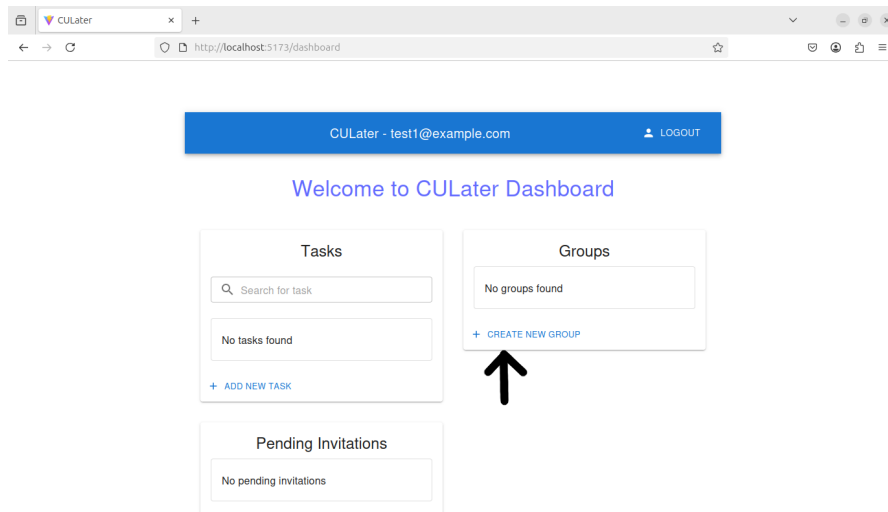 CULater
http://localhost:5173/dashboard
CULater - test1@example.com
LOGOUT
Welcome to CULater Dashboard
Tasks
Search for task
No tasks found
+ ADD NEW TASK
Groups
No groups found
+ CREATE NEW GROUP
Pending Invitations
No pending invitations